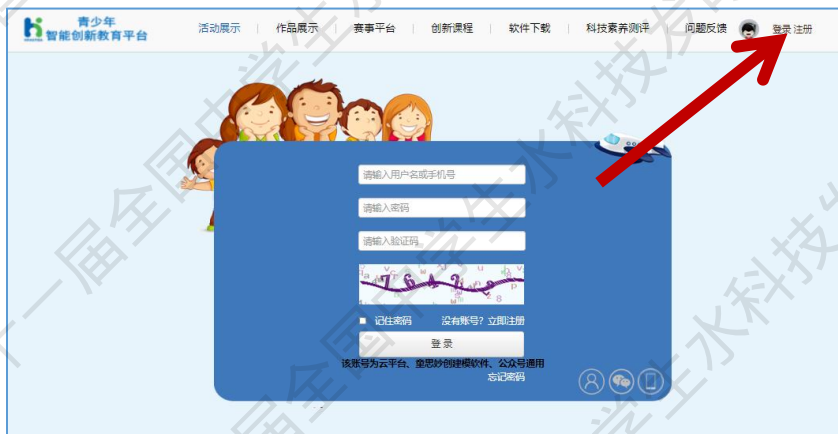 青少年
智能创新教育平台
活动展示 | 作品展示 | 赛事平台 | 创新课程 | 软件下载 | 科技素养测评 | 问题反馈 登录 注册
请输入用户名或手机号
请输入密码
请输入验证码
记住密码 没有账号？立即注册
登录
该账号为云平台、童思妙创建模软件、公众号通用
忘记密码